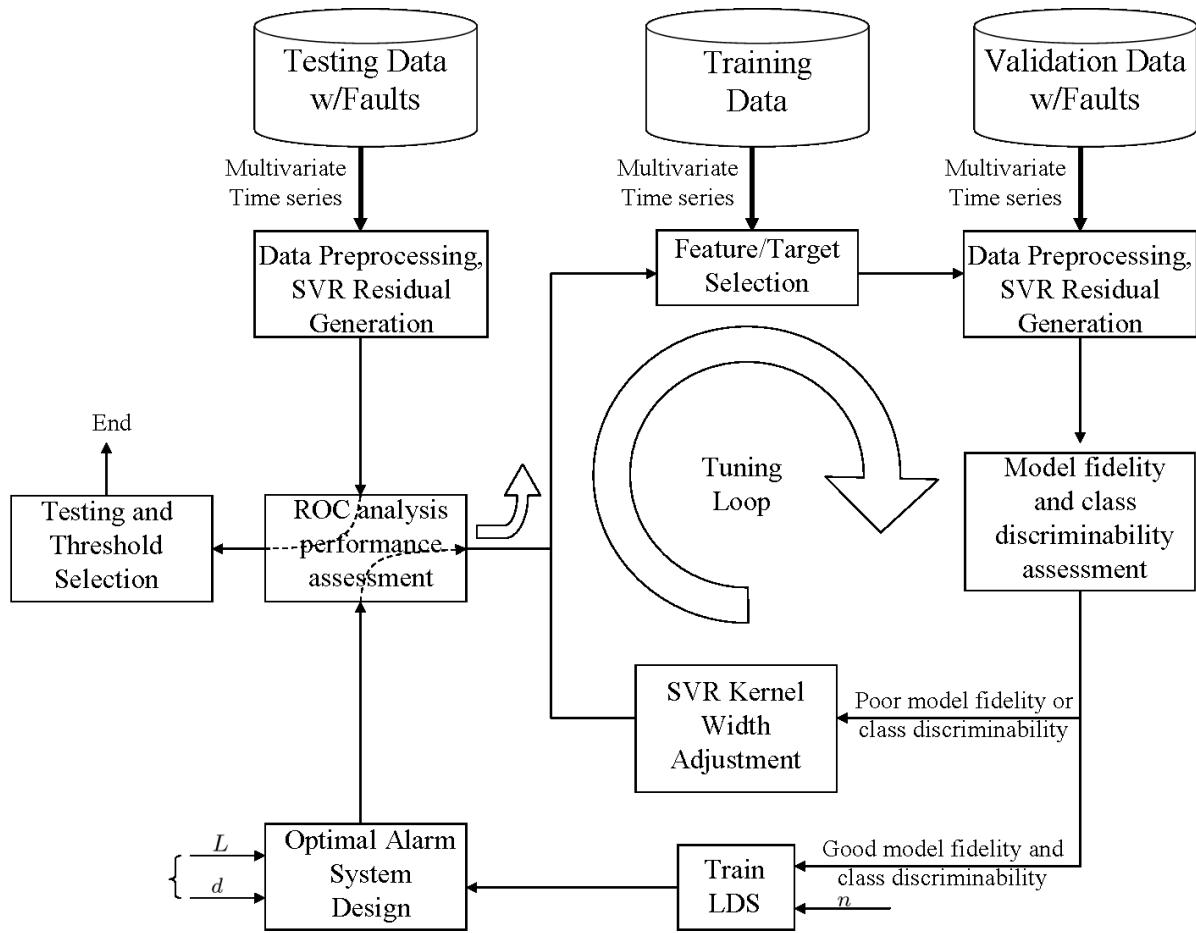 Testing Data
w/Faults
Training
Data
Validation Data
w/Faults
Multivariate
Time series
Multivariate
Time series
Multivariate
Time series
Data Preprocessing,
SVR Residual
Generation
Feature/Target
Selection
Data Preprocessing,
SVR Residual
Generation
End
Tuning
Loop
Testing and
Threshold
Selection
ROC analysis
performance
assessment
Model fidelity
and class
discriminability
assessment
SVR Kernel
Width
Adjustment
Poor model fidelity or
class discriminability
L
d
Optimal Alarm
System
Design
Train
LDS
Good model fidelity and
class discriminability
n